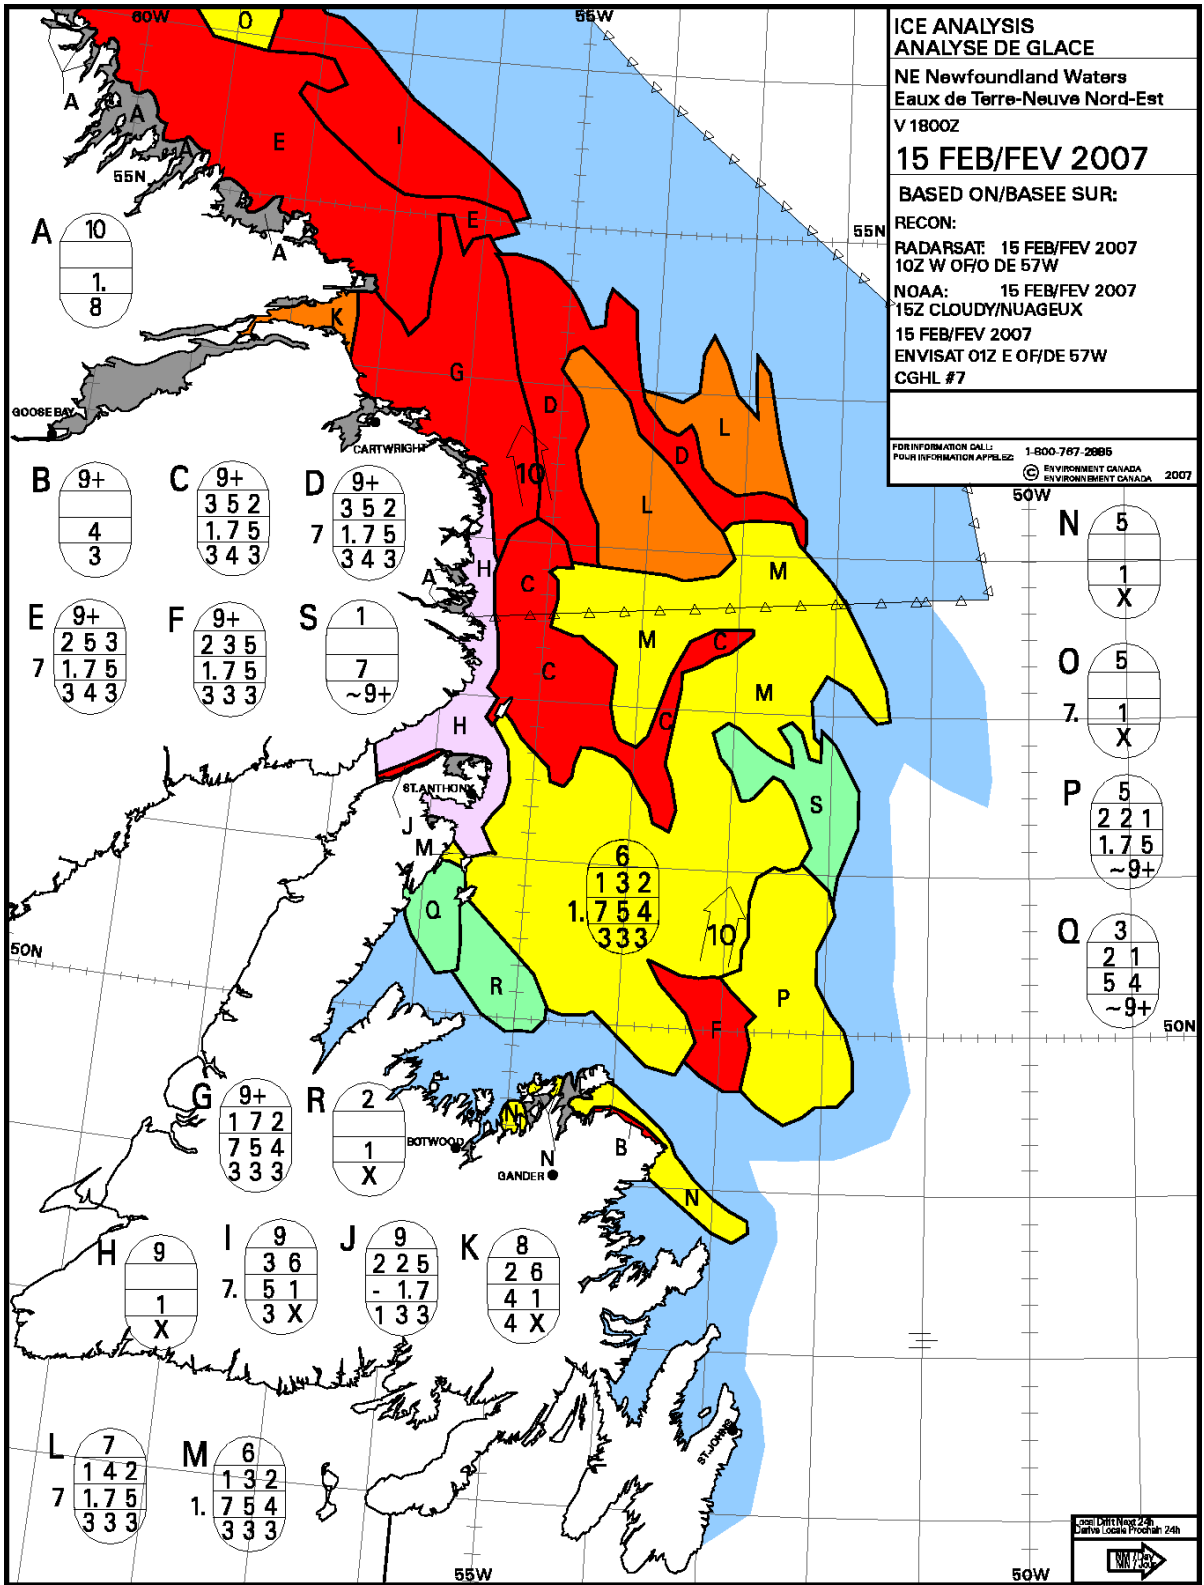 60W
55W
O
ICE ANALYSIS
ANALYSE DE GLACE
NE Newfoundland Waters
Eaux de Terre-Neuve Nord-Est
V 1800Z
15 FEB/FEV 2007
BASED ON/BASEE SUR:
RECON:
RADARSAT: 15 FEB/FEV 2007
10Z W OF/O DE 57W
NOAA: 15 FEB/FEV 2007
15Z CLOUDY/NUAGEUX
15 FEB/FEV 2007
ENVISAT 01Z E OF/DE 57W
CGHL #7
FOR INFORMATION CALL: 1-800-767-2885
POUR INFORMATION APPELEZ:
© ENVIRONMENT CANADA
ENVIRONNEMENT CANADA 2007
A
A
A
E
I
55N
A
A
E
55N
A
10
1.
8
K
G
D
L
D
L
10
GOOSE BAY
CARTWRIGHT
B
9+
4
3
C
9+
3 5 2
1. 7 5
3 4 3
D
9+
3 5 2
7 1. 7 5
3 4 3
50W
N
5
1
X
E
9+
2 5 3
7 1. 7 5
3 4 3
F
9+
2 3 5
1. 7 5
3 3 3
S
1
7
~9+
A
H
C
M
M
C
C
M
C
O
5
7. 1
X
H
S
ST.ANTHONY
J
M
P
5
2 2 1
1. 7 5
~9+
6
1 3 2
1. 7 5 4
3 3 3
10
Q
R
P
F
Q
3
2 1
5 4
~9+
50N
50N
G
9+
1 7 2
7 5 4
3 3 3
R
2
1
X
BOTWOOD
N
N
GANDER
B
N
H
9
1
X
I
9
3 6
7. 5 1
3 X
J
9
2 2 5
- 1. 7
1 3 3
K
8
2 6
4 1
4 X
ST.JOHN'S
L
7
1 4 2
7 1. 7 5
3 3 3
M
6
1 3 2
1. 7 5 4
3 3 3
Local Drift Next 24h
Derive Locale Prochain 24h
NM / Day
MN / Jour
55W
50W